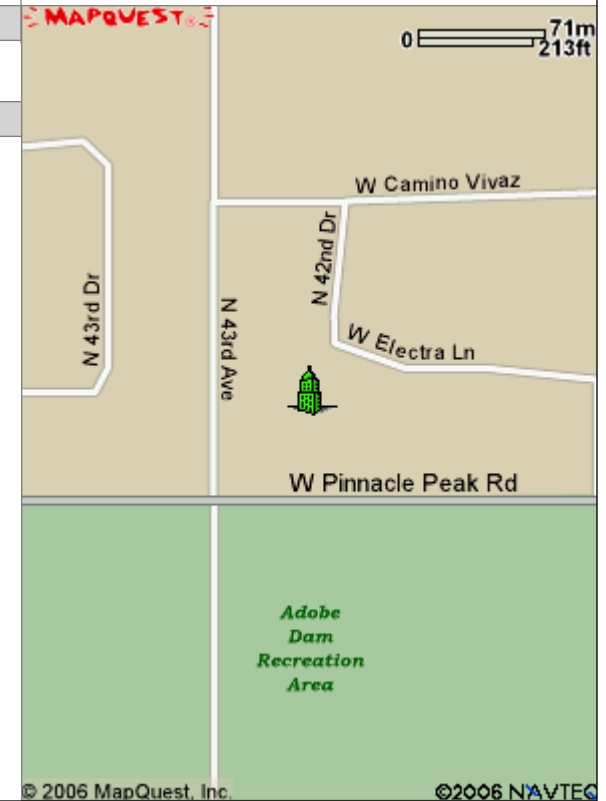 MAPQUEST®
0 71m
213ft
W Camino Vivaz
N 42nd Dr
N 43rd Dr
N 43rd Ave
W Electra Ln
W Pinnacle Peak Rd
Adobe
Dam
Recreation
Area
© 2006 MapQuest, Inc. ©2006 NAVTEQ